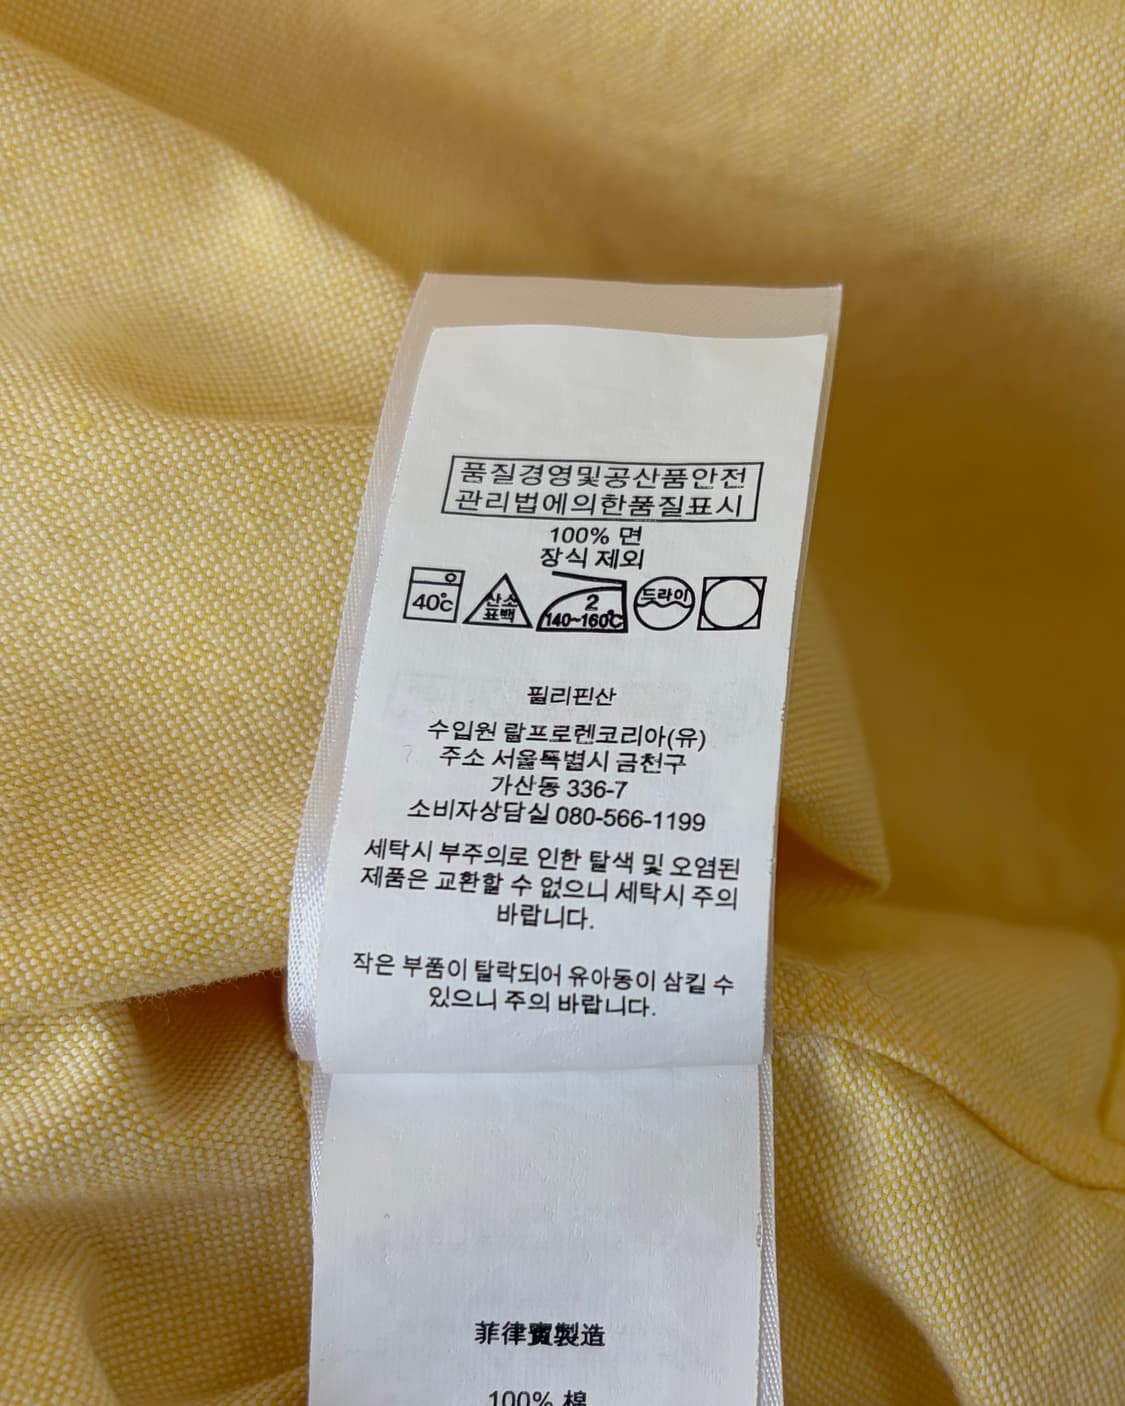 품질경영및공산품안전
관리법에의한품질표시
100% 면
장식 제외
40℃
산소
표백
2
140~160℃
드라이
필리핀산
수입원 랄프로렌코리아(유)
주소 서울특별시 금천구
가산동 336-7
소비자상담실 080-566-1199
세탁시 부주의로 인한 탈색 및 오염된
제품은 교환할 수 없으니 세탁시 주의
바랍니다.
작은 부품이 탈락되어 유아동이 삼킬 수
있으니 주의 바랍니다.
菲律賓製造
100% 棉